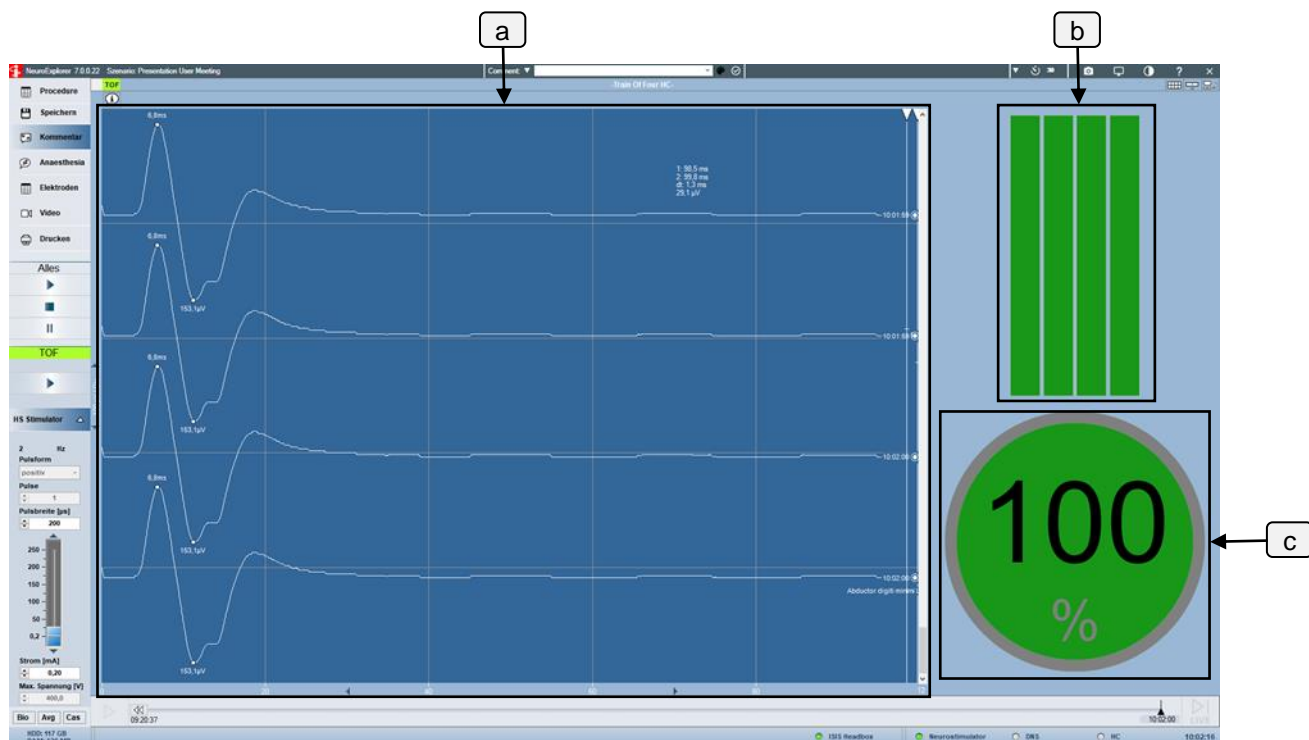 a
b
NeuroExplorer 7.0.0.22 Szenario: Presentation User Meeting
Comment ▼
? ×
Procedure
TOF
-Train Of Four HC-
Speichern
Kommentar
Anaesthesia
Elektroden
Video
Drucken
Alles
TOF
HS Stimulator
2 Hz
Pulsform
positiv
Pulse
1
Pulsbreite [µs]
200
250
200
150
100
50
0,2
Strom [mA]
0,20
Max. Spannung [V]
400,0
Bio Avg Cas
HDD: 117 GB
6,8ms
1: 98,5 ms
2: 99,8 ms
dt: 1,3 ms
29,1 µV
10:01:59
6,8ms
153,1µV
10:01:59
6,8ms
153,1µV
10:02:00
6,8ms
153,1µV
10:02:00
Abductor digiti minimi
153,1µV
20 40 60 80
100
%
c
09:20:37
10:02:00
LIVE
ISIS Headbox Neurostimulator DNS HC 10:02:16